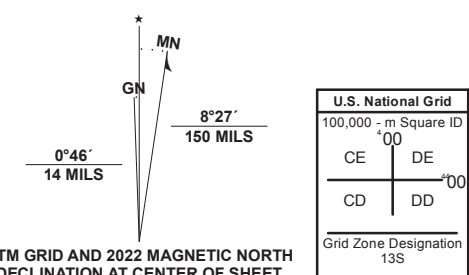 ★
MN
GN
8°27´
150 MILS
0°46´
14 MILS
TM GRID AND 2022 MAGNETIC NORTH
DECLINATION AT CENTER OF SHEET
U.S. National Grid
100,000 - m Square ID
4 00
CE DE
44 00
CD DD
Grid Zone Designation
13S